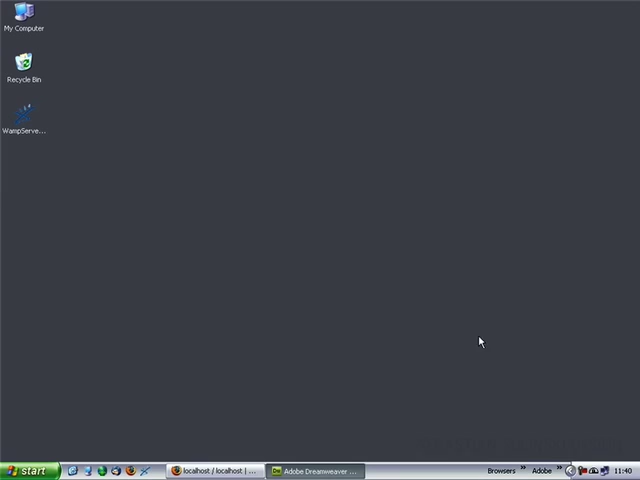 My Computer
Recycle Bin
WampServe...
start
localhost / localhost | ...
Adobe Dreamweaver ...
Browsers »
Adobe »
11:40